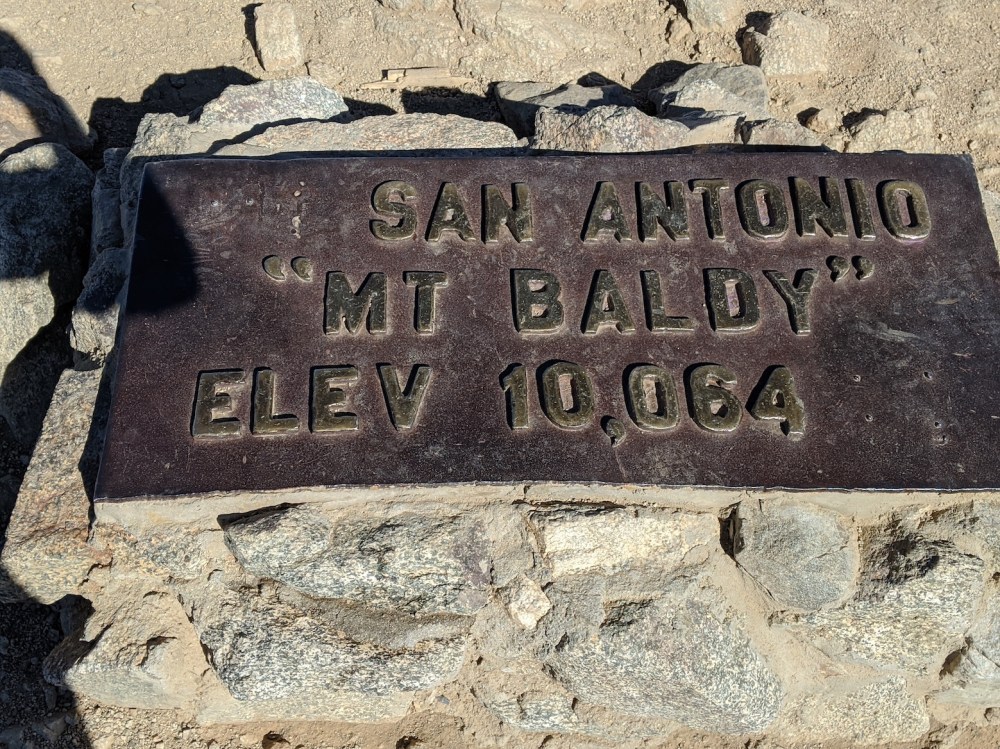 SAN ANTONIO
“MT BALDY”
ELEV 10,064